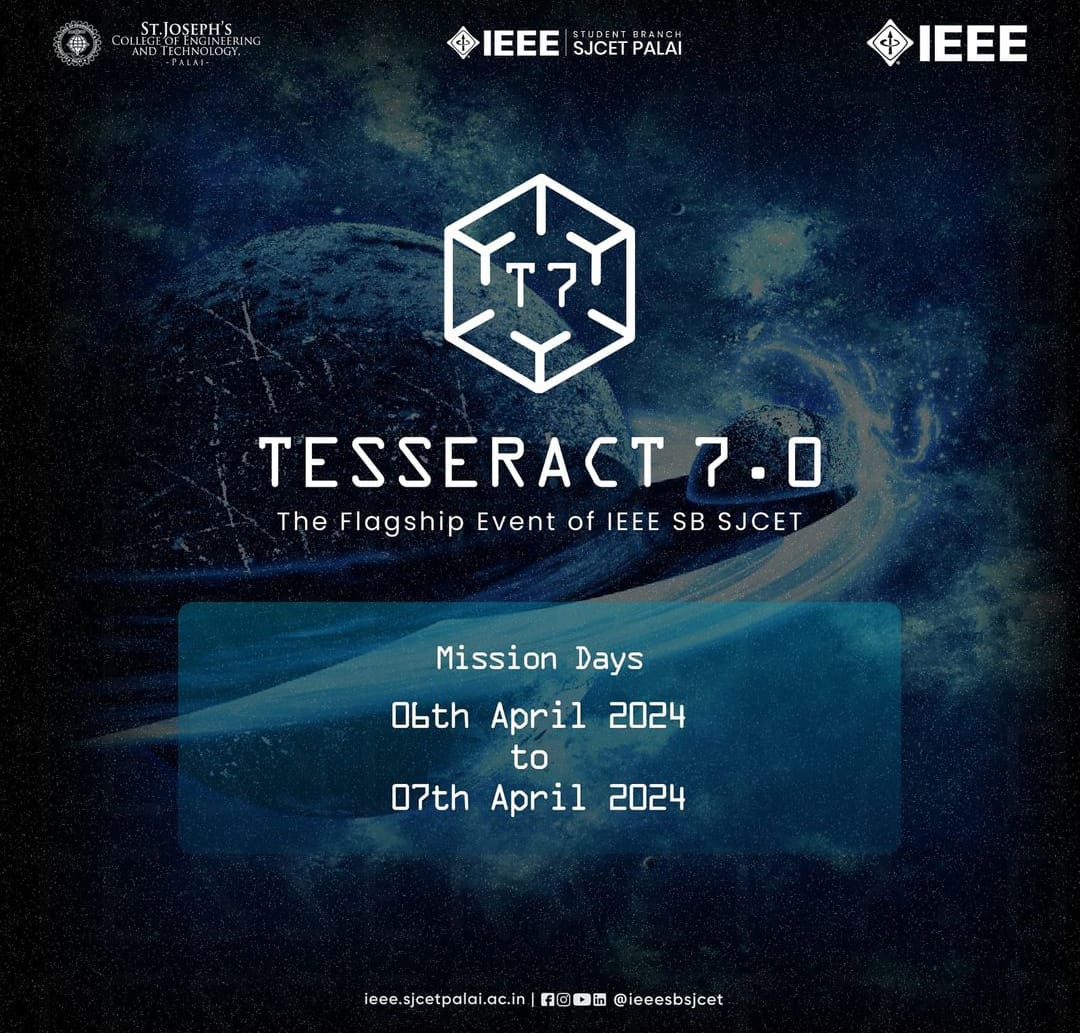 ST.JOSEPH'S
COLLEGE OF ENGINEERING
AND TECHNOLOGY,
-PALAI-
IEEE
STUDENT BRANCH
SJCET PALAI
IEEE
T7
TESSERACT 7.0
The Flagship Event of IEEE SB SJCET
Mission Days
06th April 2024
to
07th April 2024
ieee.sjcetpalai.ac.in | @ieeesbsjcet